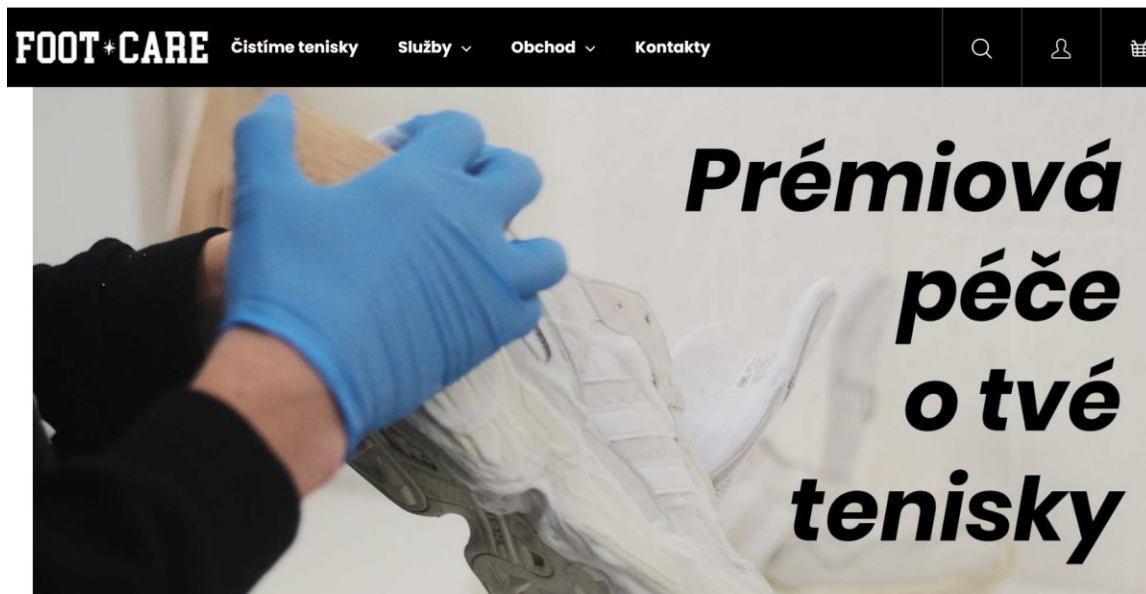 FOOT*CARE Čistíme tenisky Služby Obchod Kontakty
Prémiová
péče
o tvé
tenisky